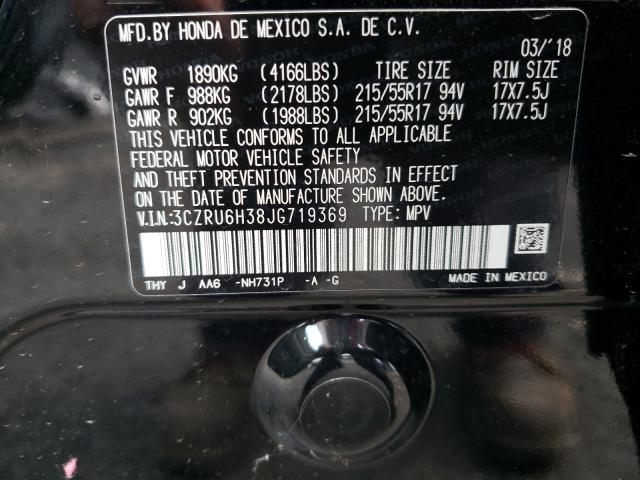 MFD.BY HONDA DE MEXICO S.A. DE C.V.
03/'18
GVWR 1890KG (4166LBS) TIRE SIZE RIM SIZE
GAWR F 988KG (2178LBS) 215/55R17 94V 17X7.5J
GAWR R 902KG (1988LBS) 215/55R17 94V 17X7.5J
THIS VEHICLE CONFORMS TO ALL APPLICABLE
FEDERAL MOTOR VEHICLE SAFETY
AND THEFT PREVENTION STANDARDS IN EFFECT
ON THE DATE OF MANUFACTURE SHOWN ABOVE.
V.I.N.:3CZRU6H38JG719369 TYPE: MPV
THY J AA6 -NH731P -A -G MADE IN MEXICO